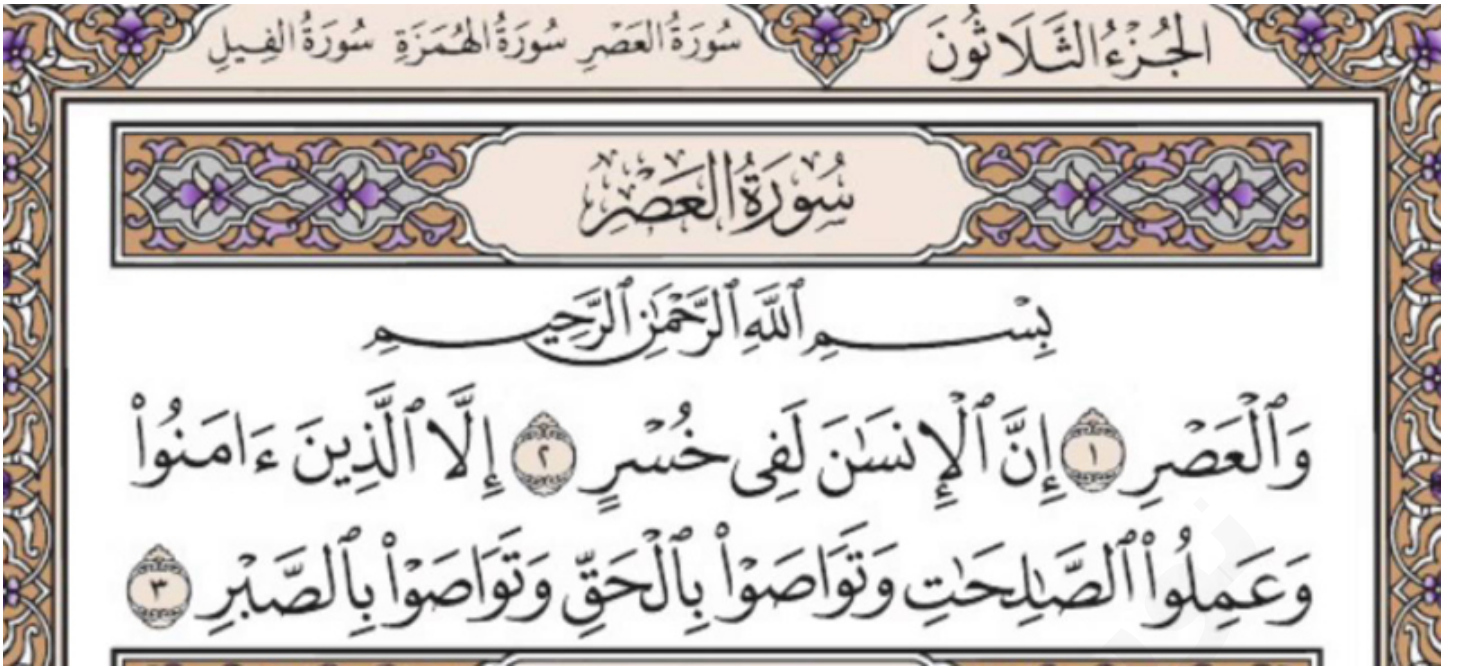 الجُزْءُ الثَّلَاثُونَ
سُورَةُ العَصْرِ سُورَةُ الهُمَزَةِ سُورَةُ الفِيلِ
سُورَةُ العَصْرِ
بِسْمِ ٱللَّهِ ٱلرَّحْمَٰنِ ٱلرَّحِيمِ
وَٱلْعَصْرِ ١ إِنَّ ٱلْإِنسَٰنَ لَفِى خُسْرٍ ٢ إِلَّا ٱلَّذِينَ ءَامَنُوا۟
وَعَمِلُوا۟ ٱلصَّٰلِحَٰتِ وَتَوَاصَوْا۟ بِٱلْحَقِّ وَتَوَاصَوْا۟ بِٱلصَّبْرِ ٣